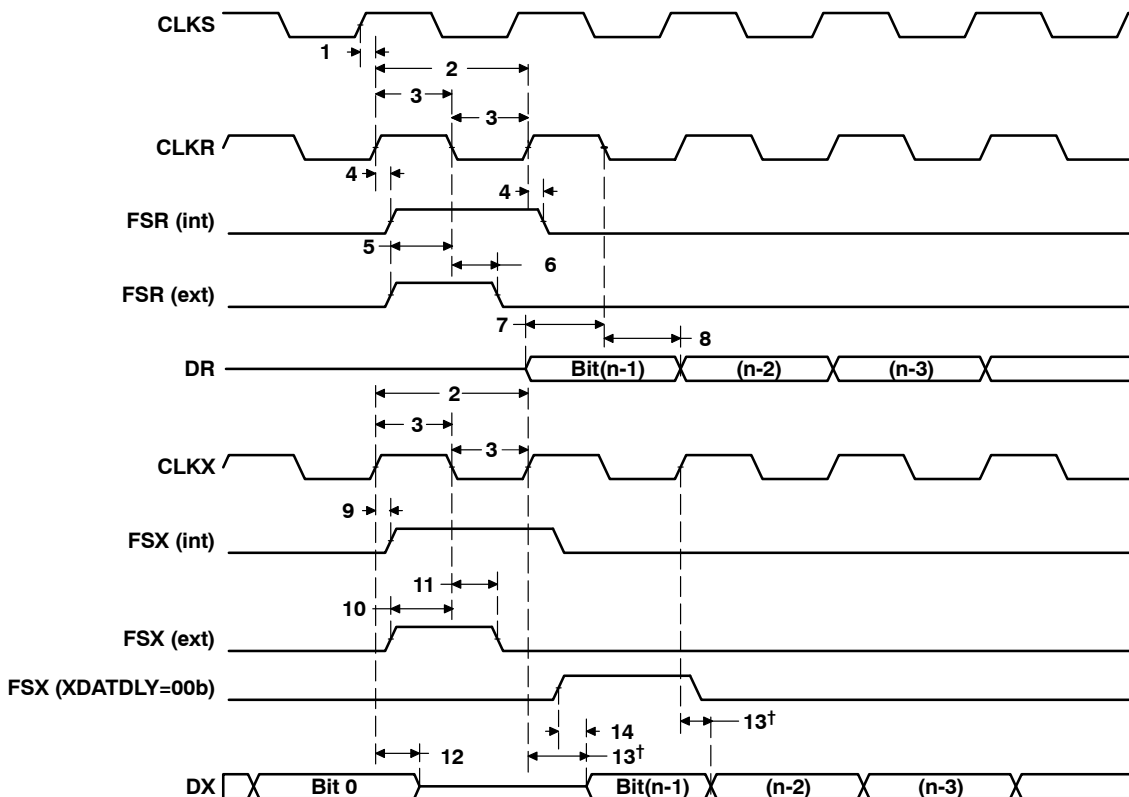 CLKS
1
2
3
3
CLKR
4
4
FSR (int)
5
6
FSR (ext)
7
8
DR
Bit(n-1) (n-2) (n-3)
2
3
3
CLKX
9
FSX (int)
11
10
FSX (ext)
FSX (XDATDLY=00b)
13†
14
12
13†
DX
Bit 0 Bit(n-1) (n-2) (n-3)